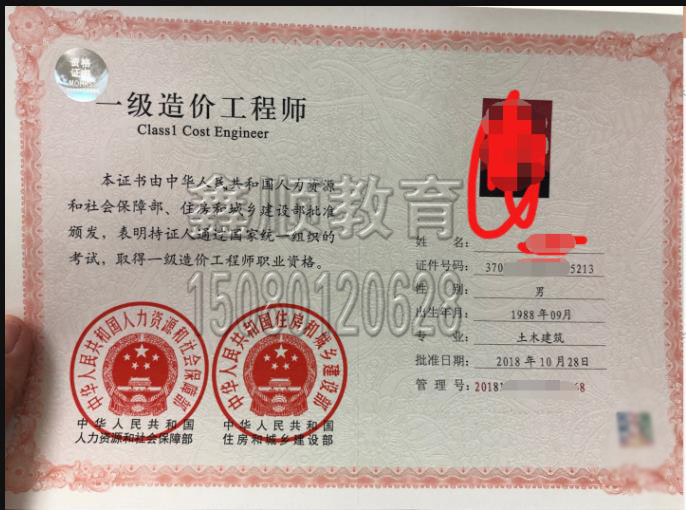 资格
证书
一级造价工程师
Class1 Cost Engineer
本证书由中华人民共和国人力资源
和社会保障部、住房和城乡建设部批准
颁发，表明持证人通过国家统一组织的
考试，取得一级造价工程师职业资格。
鑫硕教育
15080120628
姓 名：
证件号码：370 5213
性 别：男
出生年月：1988年09月
专 业：土木建筑
批准日期：2018年10月28日
管 理 号：2018 68
中华人民共和国人力资源和社会保障部
中华人民共和国住房和城乡建设部
中华人民共和国
人力资源和社会保障部
中华人民共和国
住房和城乡建设部